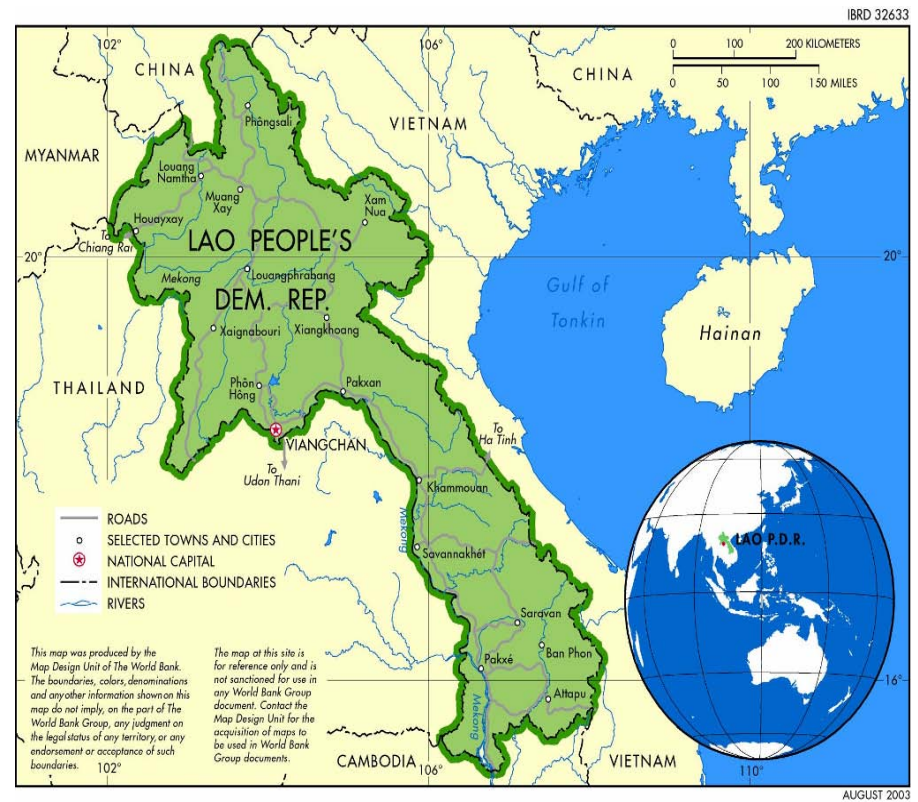 IBRD 32633
102°
106°
0 100 200 KILOMETERS
0 50 100 150 MILES
CHINA
CHINA
VIETNAM
MYANMAR
Phôngsali
Louang
Namtha
Muang
Xay
Xam
Nua
Houayxay
To
Chiang Rai
LAO PEOPLE'S
DEM. REP.
20°
20°
Mekong
Louangphrabang
Gulf of
Tonkin
Hainan
Xaignabouri
Xiangkhoang
THAILAND
Phôn
Hông
Pakxan
VIANGCHAN
To
Udon Thani
To
Ha Tinh
Khammouan
Mekong
Savannakhét
LAO P.D.R.
ROADS
SELECTED TOWNS AND CITIES
NATIONAL CAPITAL
INTERNATIONAL BOUNDARIES
RIVERS
Saravan
Ban Phon
Pakxé
Attapu
16°
Mekong
This map was produced by the
Map Design Unit of The World Bank.
The boundaries, colors, denominations
and any other information shown on this
map do not imply, on the part of The
World Bank Group, any judgment on
the legal status of any territory, or any
endorsement or acceptance of such
boundaries.
The map at this site is
for reference only and is
not sanctioned for use in
any World Bank Group
document. Contact the
Map Design Unit for the
acquisition of maps to
be used in World Bank
Group documents.
CAMBODIA
VIETNAM
102°
106°
110°
AUGUST 2003